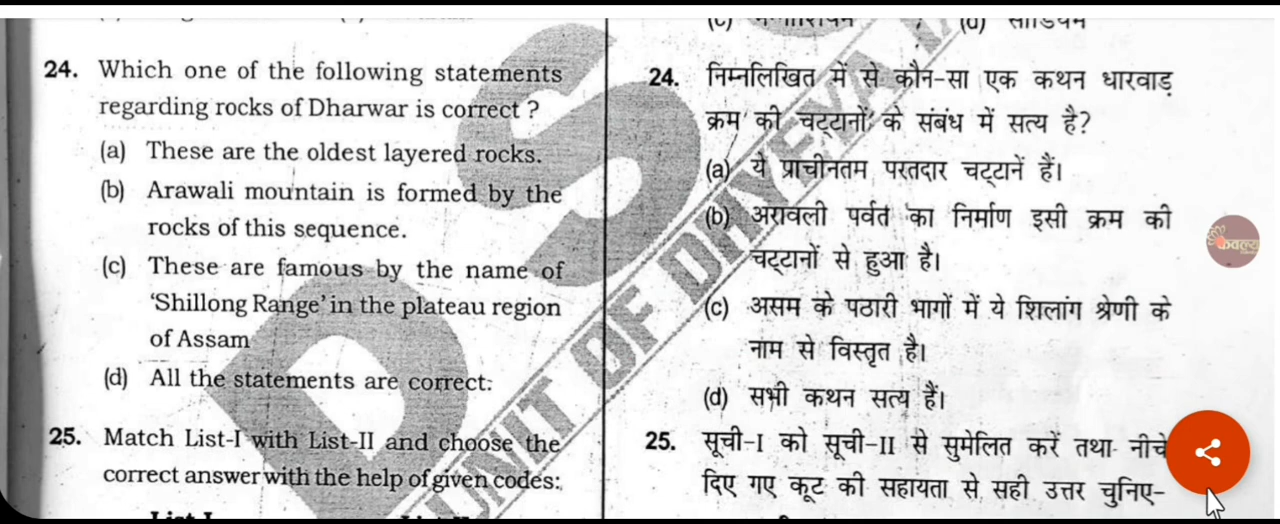 24. Which one of the following statements
regarding rocks of Dharwar is correct ?
(a) These are the oldest layered rocks.
(b) Arawali mountain is formed by the
rocks of this sequence.
(c) These are famous by the name of
'Shillong Range' in the plateau region
of Assam
(d) All the statements are correct.
25. Match List-I with List-II and choose the
correct answer with the help of given codes:
(c) (d) सोडियम
24. निम्नलिखित में से कौन-सा एक कथन धारवाड़
क्रम की चट्टानों के संबंध में सत्य है?
(a) ये प्राचीनतम परतदार चट्टानें हैं।
(b) अरावली पर्वत का निर्माण इसी क्रम की
चट्टानों से हुआ है।
(c) असम के पठारी भागों में ये शिलांग श्रेणी के
नाम से विस्तृत है।
(d) सभी कथन सत्य हैं।
25. सूची-I को सूची-II से सुमेलित करें तथा नीचे
दिए गए कूट की सहायता से सही उत्तर चुनिए-
UNIT OF DHYEYA